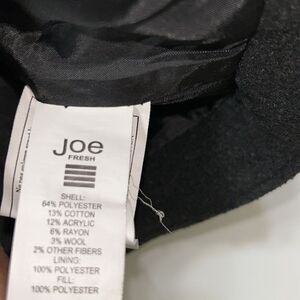 Joe
FRESH
SHELL:
64% POLYESTER
13% COTTON
12% ACRYLIC
6% RAYON
3% WOOL
2% OTHER FIBERS
LINING:
100% POLYESTER
FILL:
100% POLYESTER